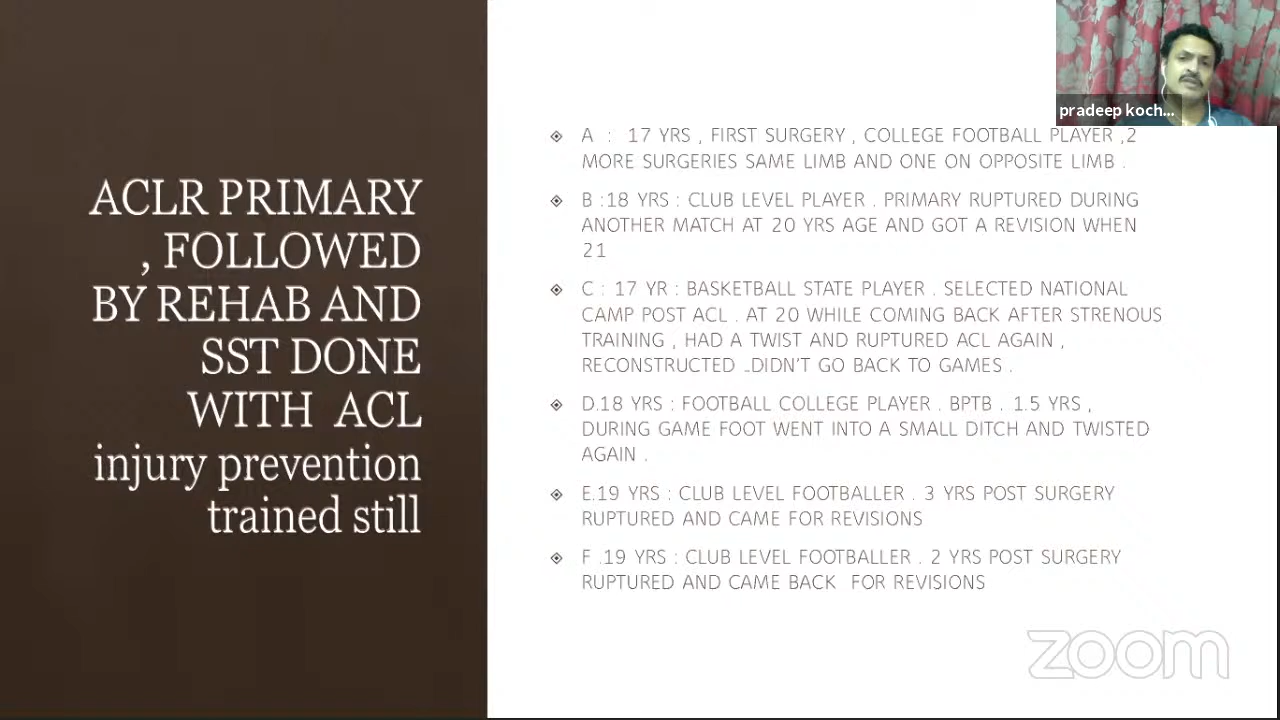 ACLR PRIMARY
, FOLLOWED
BY REHAB AND
SST DONE
WITH ACL
injury prevention
trained still
pradeep koch...
A : 17 YRS , FIRST SURGERY , COLLEGE FOOTBALL PLAYER ,2
MORE SURGERIES SAME LIMB AND ONE ON OPPOSITE LIMB .
B :18 YRS : CLUB LEVEL PLAYER . PRIMARY RUPTURED DURING
ANOTHER MATCH AT 20 YRS AGE AND GOT A REVISION WHEN
21
C : 17 YR : BASKETBALL STATE PLAYER . SELECTED NATIONAL
CAMP POST ACL . AT 20 WHILE COMING BACK AFTER STRENOUS
TRAINING , HAD A TWIST AND RUPTURED ACL AGAIN ,
RECONSTRUCTED ..DIDN'T GO BACK TO GAMES .
D.18 YRS : FOOTBALL COLLEGE PLAYER . BPTB . 1.5 YRS ,
DURING GAME FOOT WENT INTO A SMALL DITCH AND TWISTED
AGAIN .
E.19 YRS : CLUB LEVEL FOOTBALLER . 3 YRS POST SURGERY
RUPTURED AND CAME FOR REVISIONS
F .19 YRS : CLUB LEVEL FOOTBALLER . 2 YRS POST SURGERY
RUPTURED AND CAME BACK FOR REVISIONS
zoom